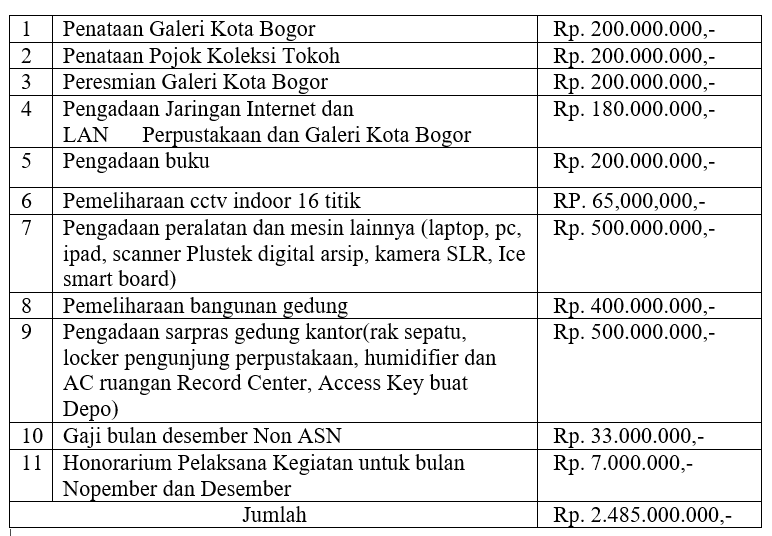 1 Penataan Galeri Kota Bogor Rp. 200.000.000,-
2 Penataan Pojok Koleksi Tokoh Rp. 200.000.000,-
3 Peresmian Galeri Kota Bogor Rp. 200.000.000,-
4 Pengadaan Jaringan Internet dan Rp. 180.000.000,-
LAN Perpustakaan dan Galeri Kota Bogor
5 Pengadaan buku Rp. 200.000.000,-
6 Pemeliharaan cctv indoor 16 titik RP. 65,000,000,-
7 Pengadaan peralatan dan mesin lainnya (laptop, pc, Rp. 500.000.000,-
ipad, scanner Plustek digital arsip, kamera SLR, Ice
smart board)
8 Pemeliharaan bangunan gedung Rp. 400.000.000,-
9 Pengadaan sarpras gedung kantor(rak sepatu, Rp. 500.000.000,-
locker pengunjung perpustakaan, humidifier dan
AC ruangan Record Center, Access Key buat
Depo)
10 Gaji bulan desember Non ASN Rp. 33.000.000,-
11 Honorarium Pelaksana Kegiatan untuk bulan Rp. 7.000.000,-
Nopember dan Desember
Jumlah Rp. 2.485.000.000,-